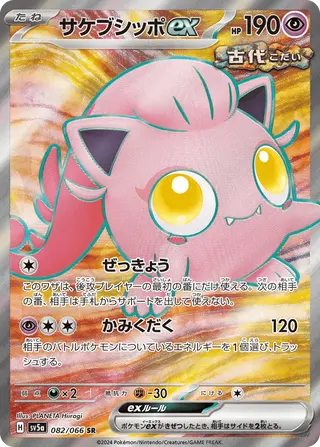 たね
サケブシッポex
HP190
古代 こだい
ぜっきょう
このワザは、後攻プレイヤーの最初の番にだけ使える。次の相手
の番、相手は手札からサポートを出して使えない。
かみくだく 120
相手のバトルポケモンについているエネルギーを1個選び、トラッ
シュする。
弱点 ×2 抵抗力 -30 にげる
Illus. PLANETA Hiiragi
exルール
ポケモンexがきぜつしたとき、相手はサイドを2枚とる。
H sv5a 082/066 SR
©2024 Pokémon/Nintendo/Creatures/GAME FREAK.